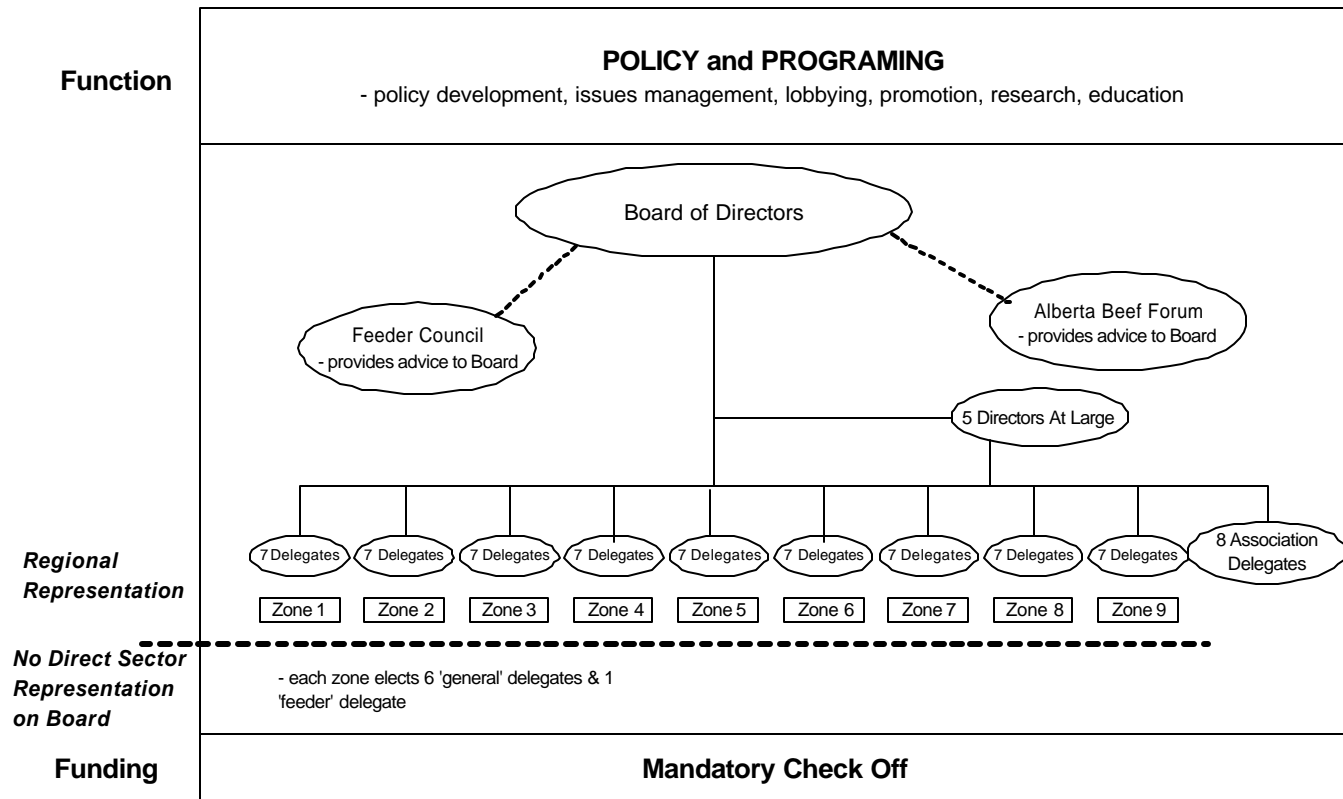 Function
POLICY and PROGRAMING
- policy development, issues management, lobbying, promotion, research, education
Board of Directors
Feeder Council
- provides advice to Board
Alberta Beef Forum
- provides advice to Board
5 Directors At Large
Regional
Representation
7 Delegates
7 Delegates
7 Delegates
7 Delegates
7 Delegates
7 Delegates
7 Delegates
7 Delegates
7 Delegates
8 Association
Delegates
Zone 1
Zone 2
Zone 3
Zone 4
Zone 5
Zone 6
Zone 7
Zone 8
Zone 9
No Direct Sector
Representation
on Board
- each zone elects 6 'general' delegates & 1
'feeder' delegate
Funding
Mandatory Check Off